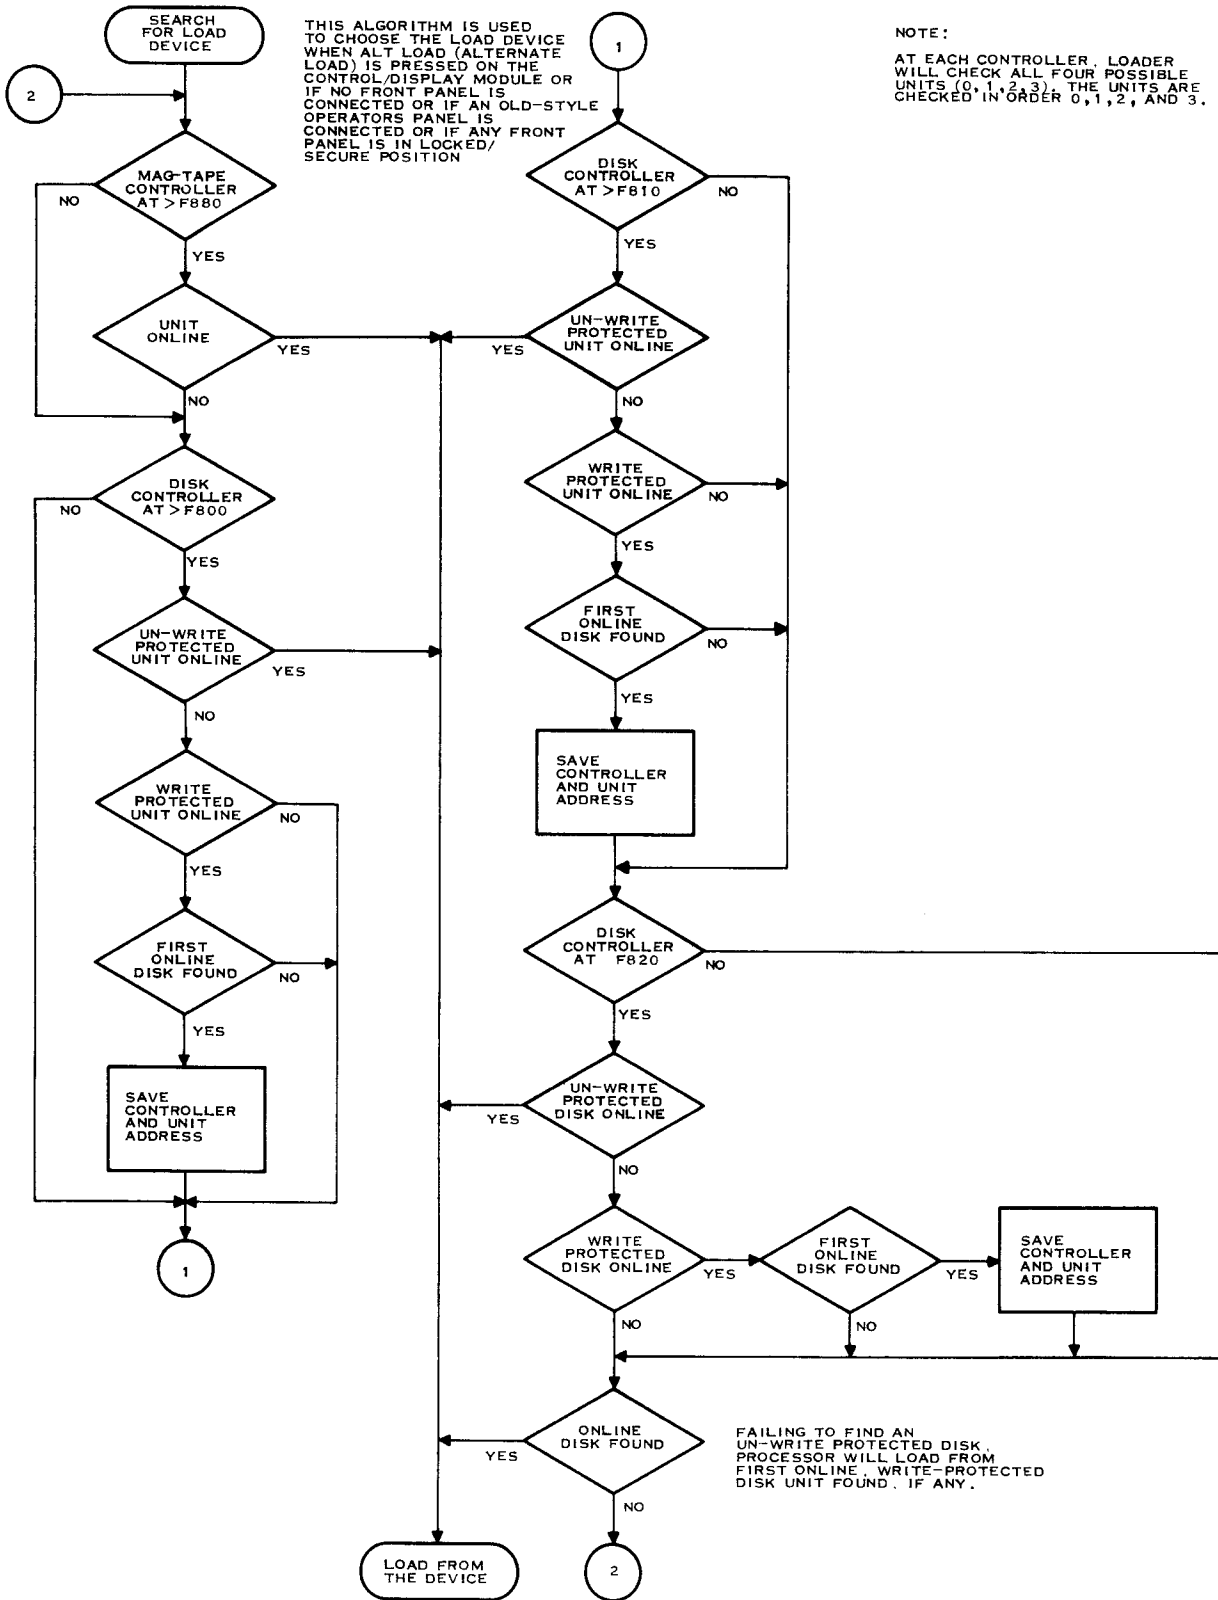 SEARCH
FOR LOAD
DEVICE
2
MAG-TAPE
CONTROLLER
AT >F880
NO
YES
UNIT
ONLINE
YES
NO
DISK
CONTROLLER
AT >F800
NO
YES
UN-WRITE
PROTECTED
UNIT ONLINE
YES
NO
WRITE
PROTECTED
UNIT ONLINE
NO
YES
FIRST
ONLINE
DISK FOUND
NO
YES
SAVE
CONTROLLER
AND UNIT
ADDRESS
1
THIS ALGORITHM IS USED
TO CHOOSE THE LOAD DEVICE
WHEN ALT LOAD (ALTERNATE
LOAD) IS PRESSED ON THE
CONTROL/DISPLAY MODULE OR
IF NO FRONT PANEL IS
CONNECTED OR IF AN OLD-STYLE
OPERATORS PANEL IS
CONNECTED OR IF ANY FRONT
PANEL IS IN LOCKED/
SECURE POSITION
1
DISK
CONTROLLER
AT >F810
NO
YES
UN-WRITE
PROTECTED
UNIT ONLINE
YES
NO
WRITE
PROTECTED
UNIT ONLINE
NO
YES
FIRST
ONLINE
DISK FOUND
NO
YES
SAVE
CONTROLLER
AND UNIT
ADDRESS
DISK
CONTROLLER
AT F820
NO
YES
UN-WRITE
PROTECTED
DISK ONLINE
YES
NO
WRITE
PROTECTED
DISK ONLINE
YES
NO
FIRST
ONLINE
DISK FOUND
YES
NO
SAVE
CONTROLLER
AND UNIT
ADDRESS
ONLINE
DISK FOUND
YES
NO
LOAD FROM
THE DEVICE
2
FAILING TO FIND AN
UN-WRITE PROTECTED DISK,
PROCESSOR WILL LOAD FROM
FIRST ONLINE, WRITE-PROTECTED
DISK UNIT FOUND, IF ANY.
NOTE:
AT EACH CONTROLLER, LOADER
WILL CHECK ALL FOUR POSSIBLE
UNITS (0,1,2,3). THE UNITS ARE
CHECKED IN ORDER 0,1,2, AND 3.